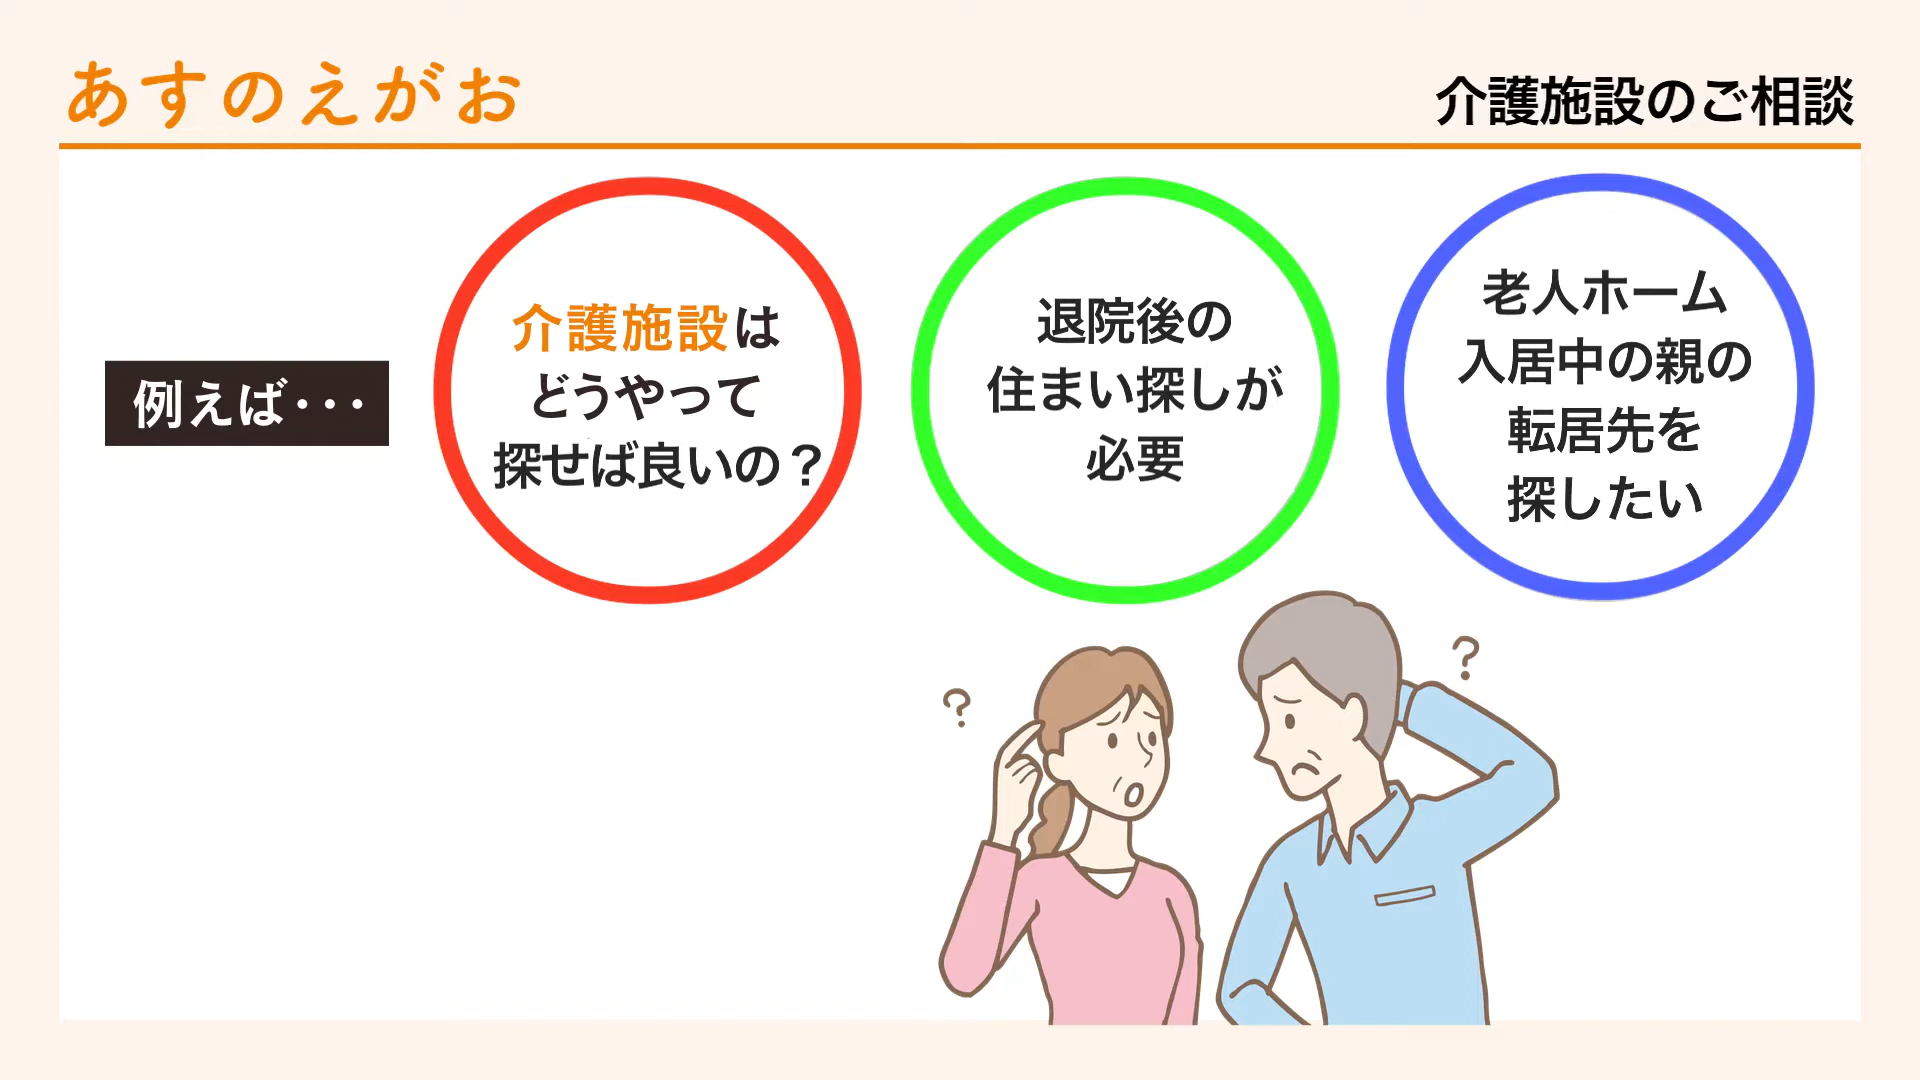 あすのえがお
介護施設のご相談
例えば･･･
介護施設は
どうやって
探せば良いの？
退院後の
住まい探しが
必要
老人ホーム
入居中の親の
転居先を
探したい
?
?